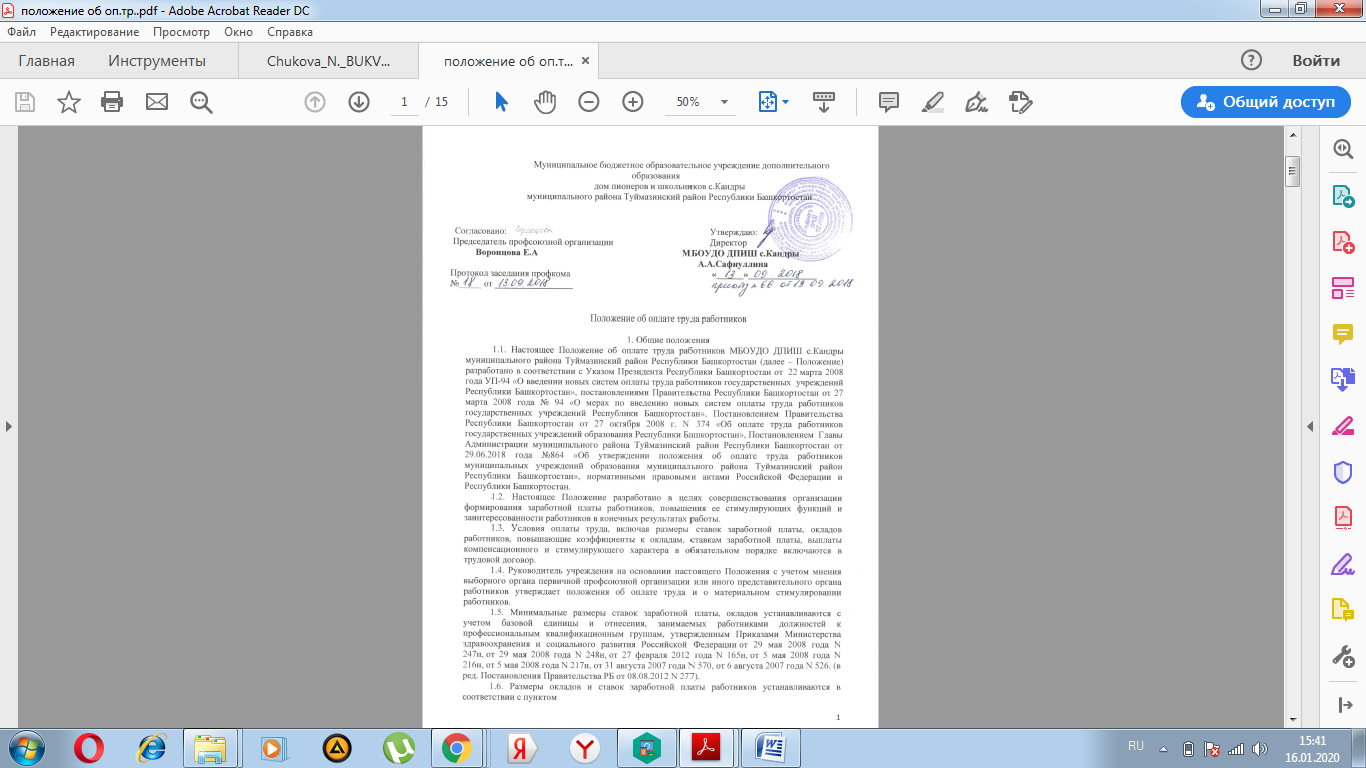 положение об оп.тр..pdf - Adobe Acrobat Reader DC
Файл Редактирование Просмотр Окно Справка
Главная Инструменты Chukova_N._BUKV... положение об оп.т... × Войти
1 / 15 50% Общий доступ
Муниципальное бюджетное образовательное учреждение дополнительного
образования
дом пионеров и школьников с.Кандры
муниципального района Туймазинский район Республики Башкортостан
Согласовано: Утверждаю:
Председатель профсоюзной организации Директор
Воронцова Е.А МБОУДО ДПИШ с.Кандры
А.А.Сафиуллина
Протокол заседания профкома « 13 » 09. 2018
№ 18 от 13.09.2018 приказ № 66 от 13.09.2018
Положение об оплате труда работников
1. Общие положения
1.1. Настоящее Положение об оплате труда работников МБОУДО ДПИШ с.Кандры
муниципального района Туймазинский район Республики Башкортостан (далее – Положение)
разработано в соответствии с Указом Президента Республики Башкортостан от 22 марта 2008
года УП-94 «О введении новых систем оплаты труда работников государственных учреждений
Республики Башкортостан», постановлениями Правительства Республики Башкортостан от 27
марта 2008 года № 94 «О мерах по введению новых систем оплаты труда работников
государственных учреждений Республики Башкортостан», Постановлением Правительства
Республики Башкортостан от 27 октября 2008 г. N 374 «Об оплате труда работников
государственных учреждений образования Республики Башкортостан», Постановлением Главы
Администрации муниципального района Туймазинский район Республики Башкортостан от
29.06.2018 года №864 «Об утверждении положения об оплате труда работников
муниципальных учреждений образования муниципального района Туймазинский район
Республики Башкортостан», нормативными правовыми актами Российской Федерации и
Республики Башкортостан.
1.2. Настоящее Положение разработано в целях совершенствования организации
формирования заработной платы работников, повышения ее стимулирующих функций и
заинтересованности работников в конечных результатах работы.
1.3. Условия оплаты труда, включая размеры ставок заработной платы, окладов
работников, повышающие коэффициенты к окладам, ставкам заработной платы, выплаты
компенсационного и стимулирующего характера в обязательном порядке включаются в
трудовой договор.
1.4. Руководитель учреждения на основании настоящего Положения с учетом мнения
выборного органа первичной профсоюзной организации или иного представительного органа
работников утверждает положения об оплате труда и о материальном стимулировании
работников.
1.5. Минимальные размеры ставок заработной платы, окладов устанавливаются с
учетом базовой единицы и отнесения, занимаемых работниками должностей к
профессиональным квалификационным группам, утвержденным Приказами Министерства
здравоохранения и социального развития Российской Федерации от 29 мая 2008 года N
247н, от 29 мая 2008 года N 248н, от 27 февраля 2012 года N 165н, от 5 мая 2008 года N
216н, от 5 мая 2008 года N 217н, от 31 августа 2007 года N 570, от 6 августа 2007 года N 526. (в
ред. Постановления Правительства РБ от 08.08.2012 N 277).
1.6. Размеры окладов и ставок заработной платы работников устанавливаются в
соответствии с пунктом
1
RU 15:41
16.01.2020